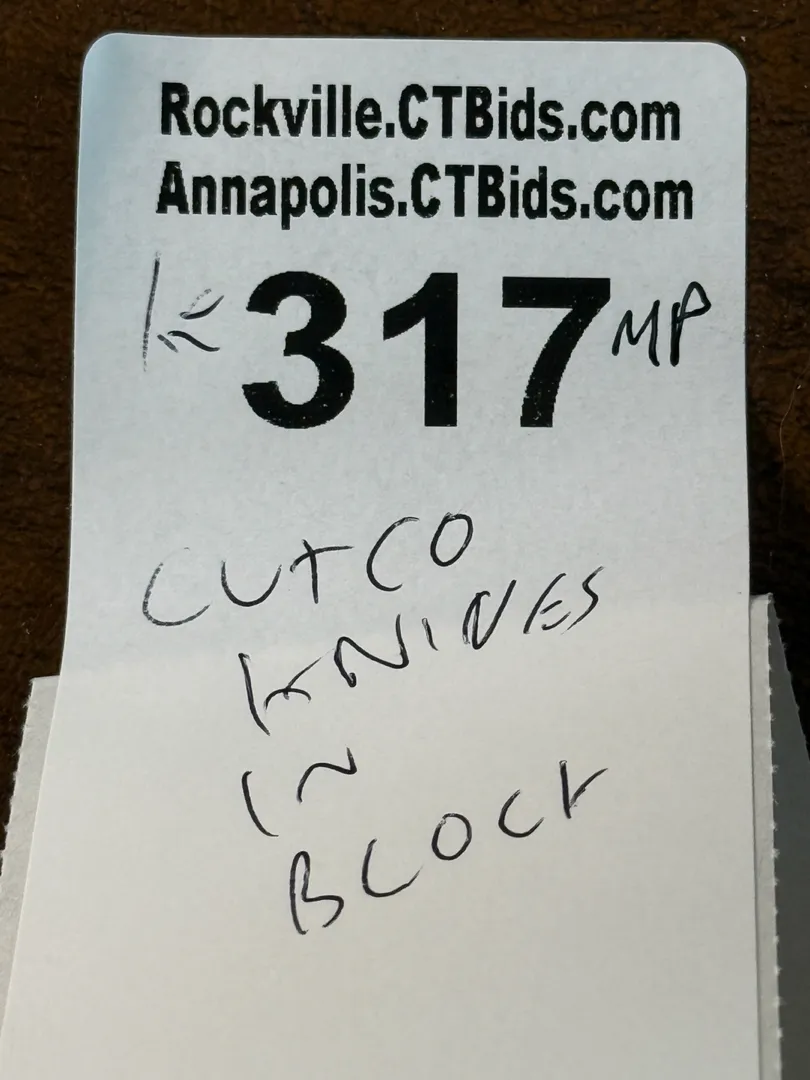 Rockville.CTBids.com
Annapolis.CTBids.com
K 317 MP
CUTCO
KNIVES
IN
BLOCK